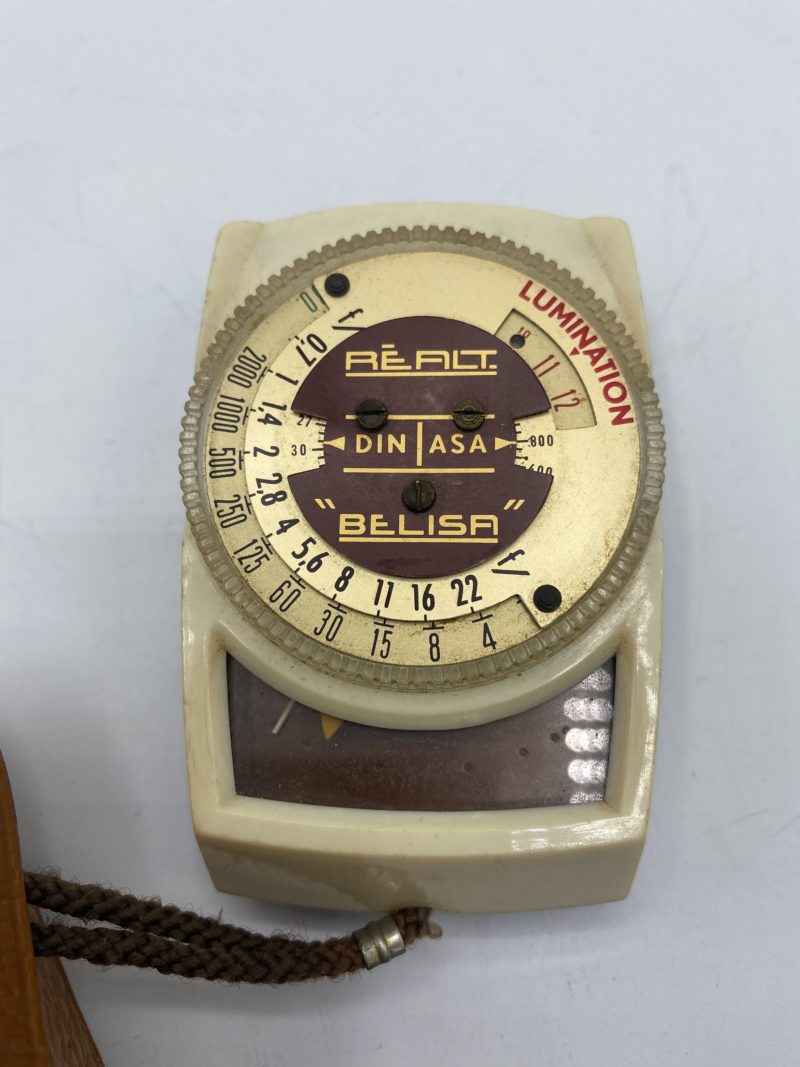 LUMINATION
10 11 12
RÉALT.
DIN ASA
27
30
800
600
"BELISA"
f/ 0,7 1 1,4 2 2,8 4 5,6 8 11 16 22 f/
0 2000 1000 500 250 125 60 30 15 8 4